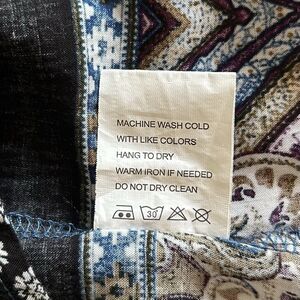 MACHINE WASH COLD
WITH LIKE COLORS
HANG TO DRY
WARM IRON IF NEEDED
DO NOT DRY CLEAN
30